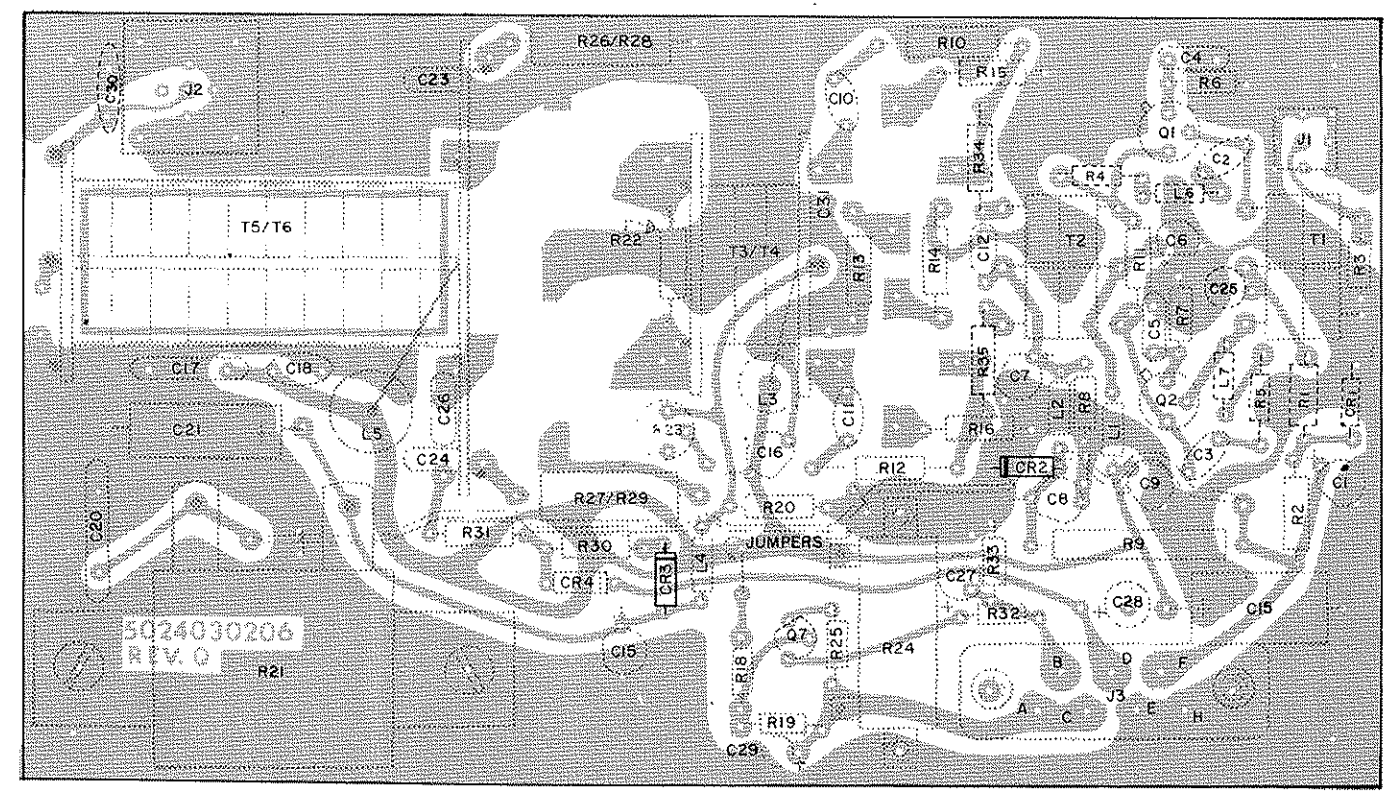 R26/R28
R10
C4
C30
J2
C23
R15
R6
C10
Q1
J1
R34
C2
R4
L6
C31
T5/T6
R22
T3/T4
R13
R14
C12
T2
R11
C6
T1
R3
C25
C5
R7
C17
C18
R35
C7
L7
L3
C26
L2
R8
Q2
R5
R1
CR1
C21
L5
C11
R16
L1
C24
C16
C3
R12
CR2
C9
C1
C8
R27/R29
R20
C20
R2
R31
R30
JUMPERS
R33
R9
CR4
CR3
L4
C27
R32
C28
C15
5024030206
REV. 0
R21
C15
R18
Q7
R25
R24
B
D
F
J3
A
C
E
H
R19
C29